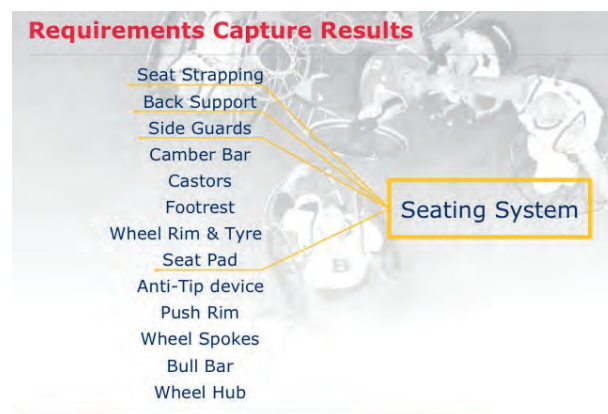 Requirements Capture Results
Seat Strapping
Back Support
Side Guards
Camber Bar
Castors
Footrest
Wheel Rim & Tyre
Seat Pad
Anti-Tip device
Push Rim
Wheel Spokes
Bull Bar
Wheel Hub
Seating System